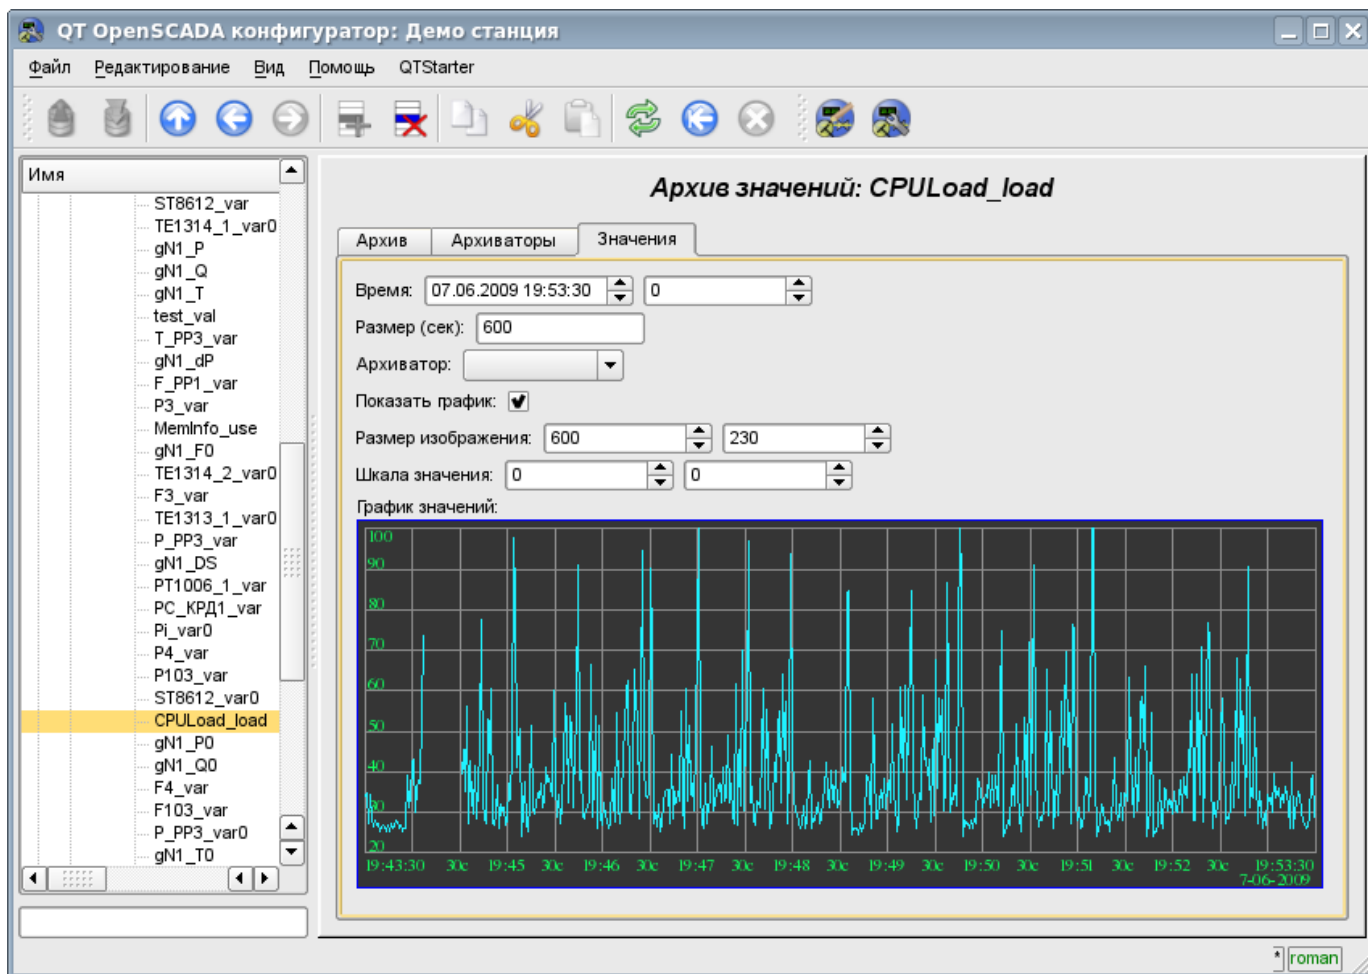 QT OpenSCADA конфигуратор: Демо станция
Файл Редактирование Вид Помощь QTStarter
Имя
ST8612_var
TE1314_1_var0
gN1_P
gN1_Q
gN1_T
test_val
T_PP3_var
gN1_dP
F_PP1_var
P3_var
MemInfo_use
gN1_F0
TE1314_2_var0
F3_var
TE1313_1_var0
P_PP3_var
gN1_DS
PT1006_1_var
PC_КРД1_var
Pi_var0
P4_var
P103_var
ST8612_var0
CPULoad_load
gN1_P0
gN1_Q0
F4_var
F103_var
P_PP3_var0
gN1_T0
Архив значений: CPULoad_load
Архив Архиваторы Значения
Время: 07.06.2009 19:53:30 0
Размер (сек): 600
Архиватор:
Показать график:
Размер изображения: 600 230
Шкала значения: 0 0
График значений:
100
90
80
70
60
50
40
30
20
19:43:30 30с 19:45 30с 19:46 30с 19:47 30с 19:48 30с 19:49 30с 19:50 30с 19:51 30с 19:52 30с 19:53:30
7-06-2009
* roman